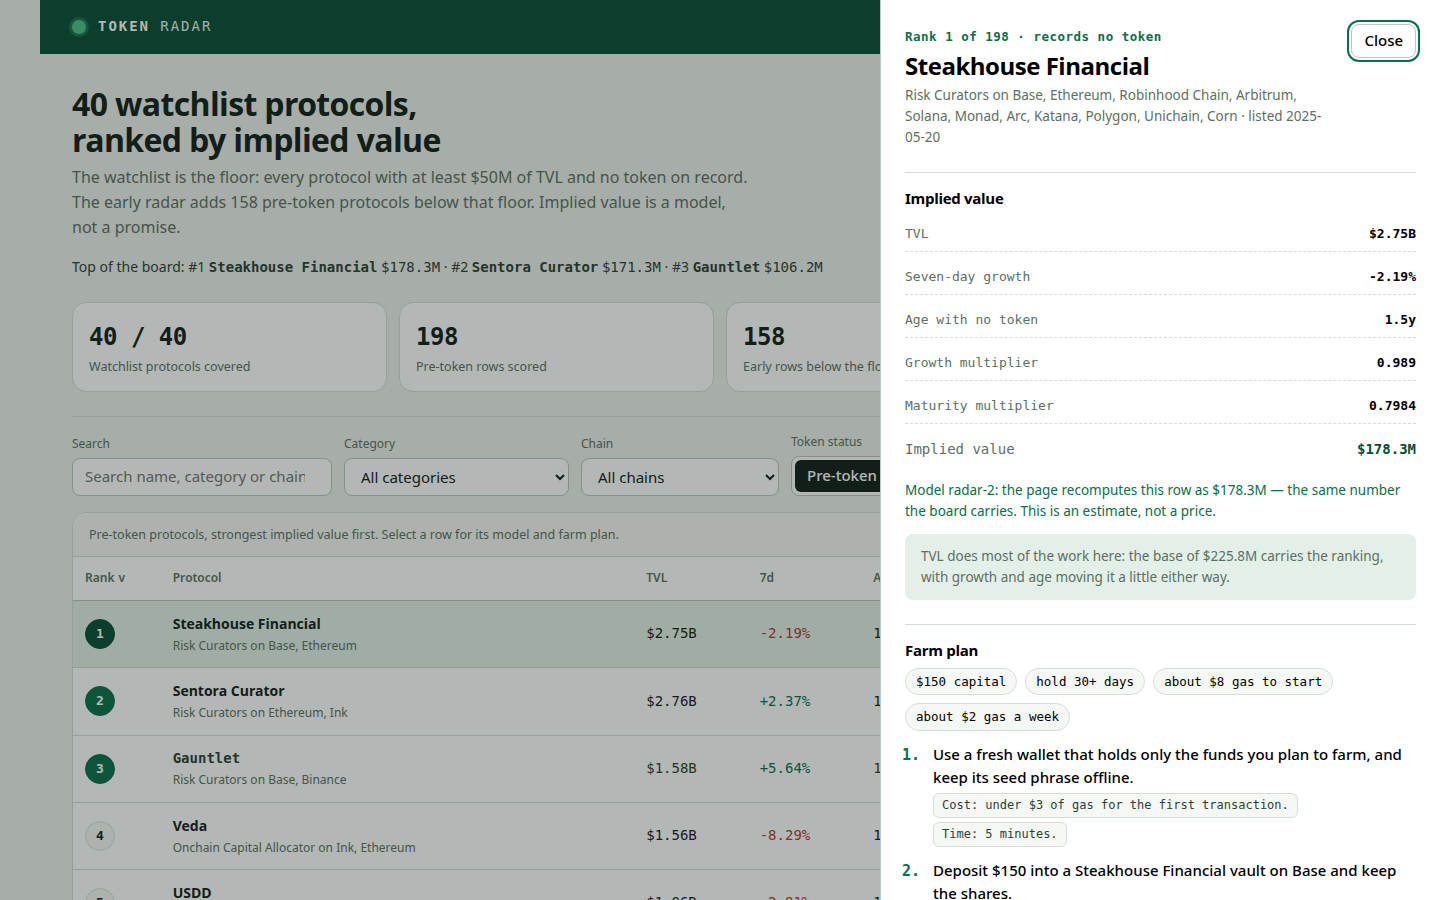 TOKEN RADAR
40 watchlist protocols,
ranked by implied value
The watchlist is the floor: every protocol with at least $50M of TVL and no token on record.
The early radar adds 158 pre-token protocols below that floor. Implied value is a model,
not a promise.
Top of the board: #1 Steakhouse Financial $178.3M · #2 Sentora Curator $171.3M · #3 Gauntlet $106.2M
40 / 40
Watchlist protocols covered
198
Pre-token rows scored
158
Early rows below the flo
Search
Category
Chain
Token status
Search name, category or chain
All categories
All chains
Pre-token
Pre-token protocols, strongest implied value first. Select a row for its model and farm plan.
Rank v
Protocol
TVL
7d
A
1
Steakhouse Financial
Risk Curators on Base, Ethereum
$2.75B
-2.19%
1
2
Sentora Curator
Risk Curators on Ethereum, Ink
$2.76B
+2.37%
1
3
Gauntlet
Risk Curators on Base, Binance
$1.58B
+5.64%
1
4
Veda
Onchain Capital Allocator on Ink, Ethereum
$1.56B
-8.29%
1
USDD
Rank 1 of 198 · records no token
Close
Steakhouse Financial
Risk Curators on Base, Ethereum, Robinhood Chain, Arbitrum,
Solana, Monad, Arc, Katana, Polygon, Unichain, Corn · listed 2025-
05-20
Implied value
TVL
$2.75B
Seven-day growth
-2.19%
Age with no token
1.5y
Growth multiplier
0.989
Maturity multiplier
0.7984
Implied value
$178.3M
Model radar-2: the page recomputes this row as $178.3M — the same number
the board carries. This is an estimate, not a price.
TVL does most of the work here: the base of $225.8M carries the ranking,
with growth and age moving it a little either way.
Farm plan
$150 capital
hold 30+ days
about $8 gas to start
about $2 gas a week
1. Use a fresh wallet that holds only the funds you plan to farm, and
keep its seed phrase offline.
Cost: under $3 of gas for the first transaction.
Time: 5 minutes.
2. Deposit $150 into a Steakhouse Financial vault on Base and keep
the shares.